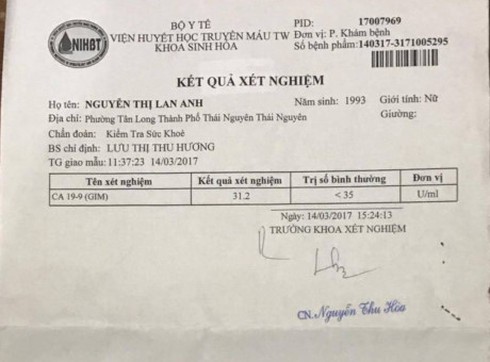 NIHBT
BỘ Y TẾ
VIỆN HUYẾT HỌC TRUYỀN MÁU TW
KHOA SINH HÓA
PID: 17007969
Đơn vị: P. Khám bệnh
Số bệnh phẩm: 140317-3171005295
KẾT QUẢ XÉT NGHIỆM
Họ tên: NGUYỄN THỊ LAN ANH Năm sinh: 1993 Giới tính: Nữ
Địa chỉ: Phường Tân Long Thành Phố Thái Nguyên Thái Nguyên Giường:
Chẩn đoán: Kiểm Tra Sức Khoẻ
BS chỉ định: LƯU THỊ THU HƯƠNG
TG giao mẫu: 11:37:23 14/03/2017
Tên xét nghiệm Kết quả xét nghiệm Trị số bình thường Đơn vị
CA 19-9 (GIM) 31.2 < 35 U/ml
Ngày: 14/03/2017 15:24:13
TRƯỞNG KHOA XÉT NGHIỆM
CN. Nguyễn Thu Hòa